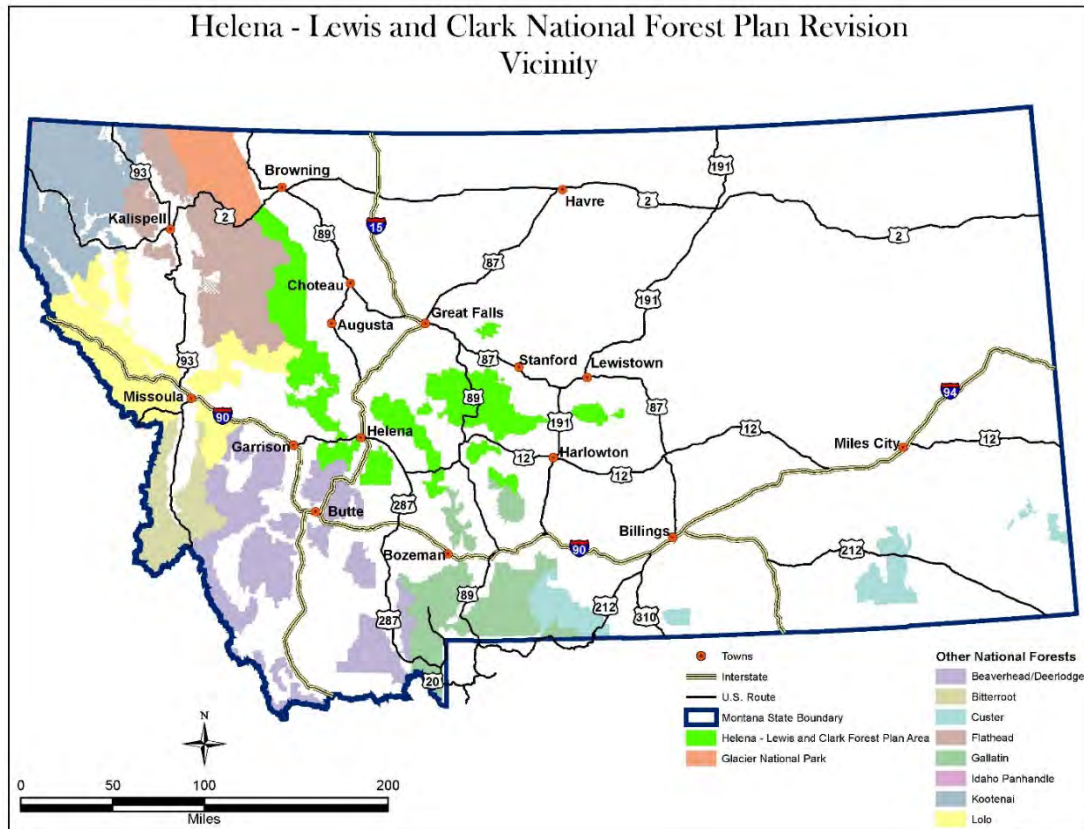 Helena - Lewis and Clark National Forest Plan Revision
Vicinity
93
Browning
191
Havre
2
Kalispell
2
15
89
2
87
Choteau
191
Great Falls
Augusta
Stanford
87
Lewistown
93
89
94
Missoula
87
90
191
12
Helena
Miles City
12
Garrison
12
Harlowton
12
287
Butte
Billings
Bozeman
90
212
89
212
287
310
20
Towns
Interstate
U.S. Route
Montana State Boundary
Helena - Lewis and Clark Forest Plan Area
Glacier National Park
Other National Forests
Beaverhead/Deerlodge
Bitterroot
Custer
Flathead
Gallatin
Idaho Panhandle
Kootenai
Lolo
N
0 50 100 200
Miles